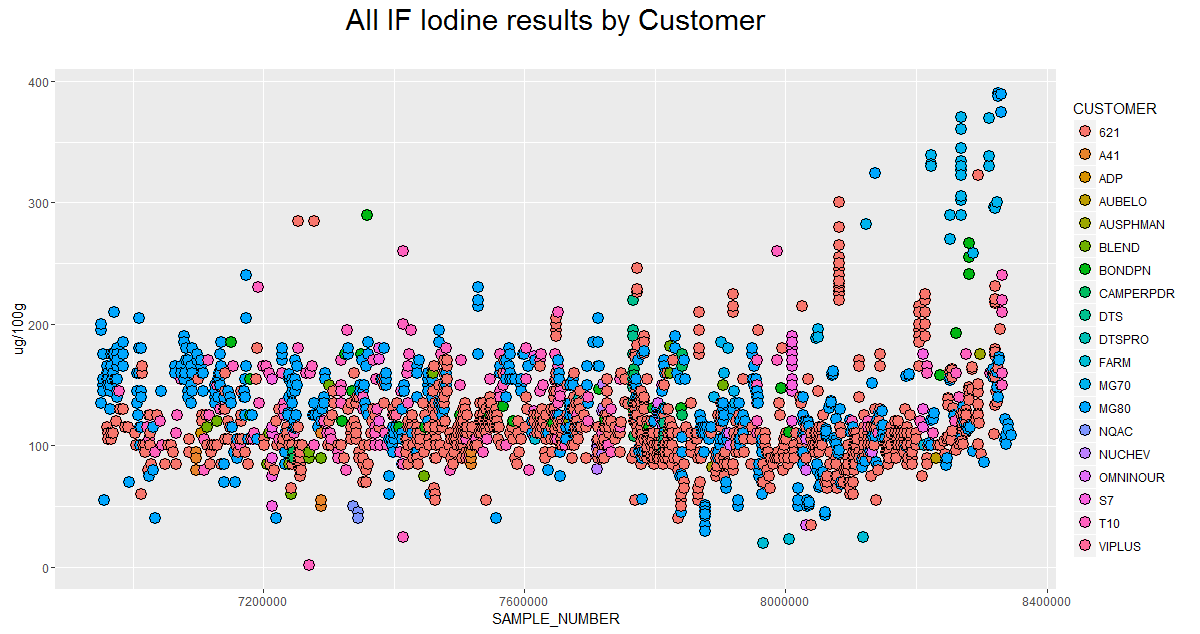 All IF Iodine results by Customer
ug/100g
400
300
200
100
0
7200000
7600000
8000000
8400000
SAMPLE_NUMBER
CUSTOMER
621
A41
ADP
AUBELO
AUSPHMAN
BLEND
BONDPN
CAMPERPDR
DTS
DTSPRO
FARM
MG70
MG80
NQAC
NUCHEV
OMNINOUR
S7
T10
VIPLUS